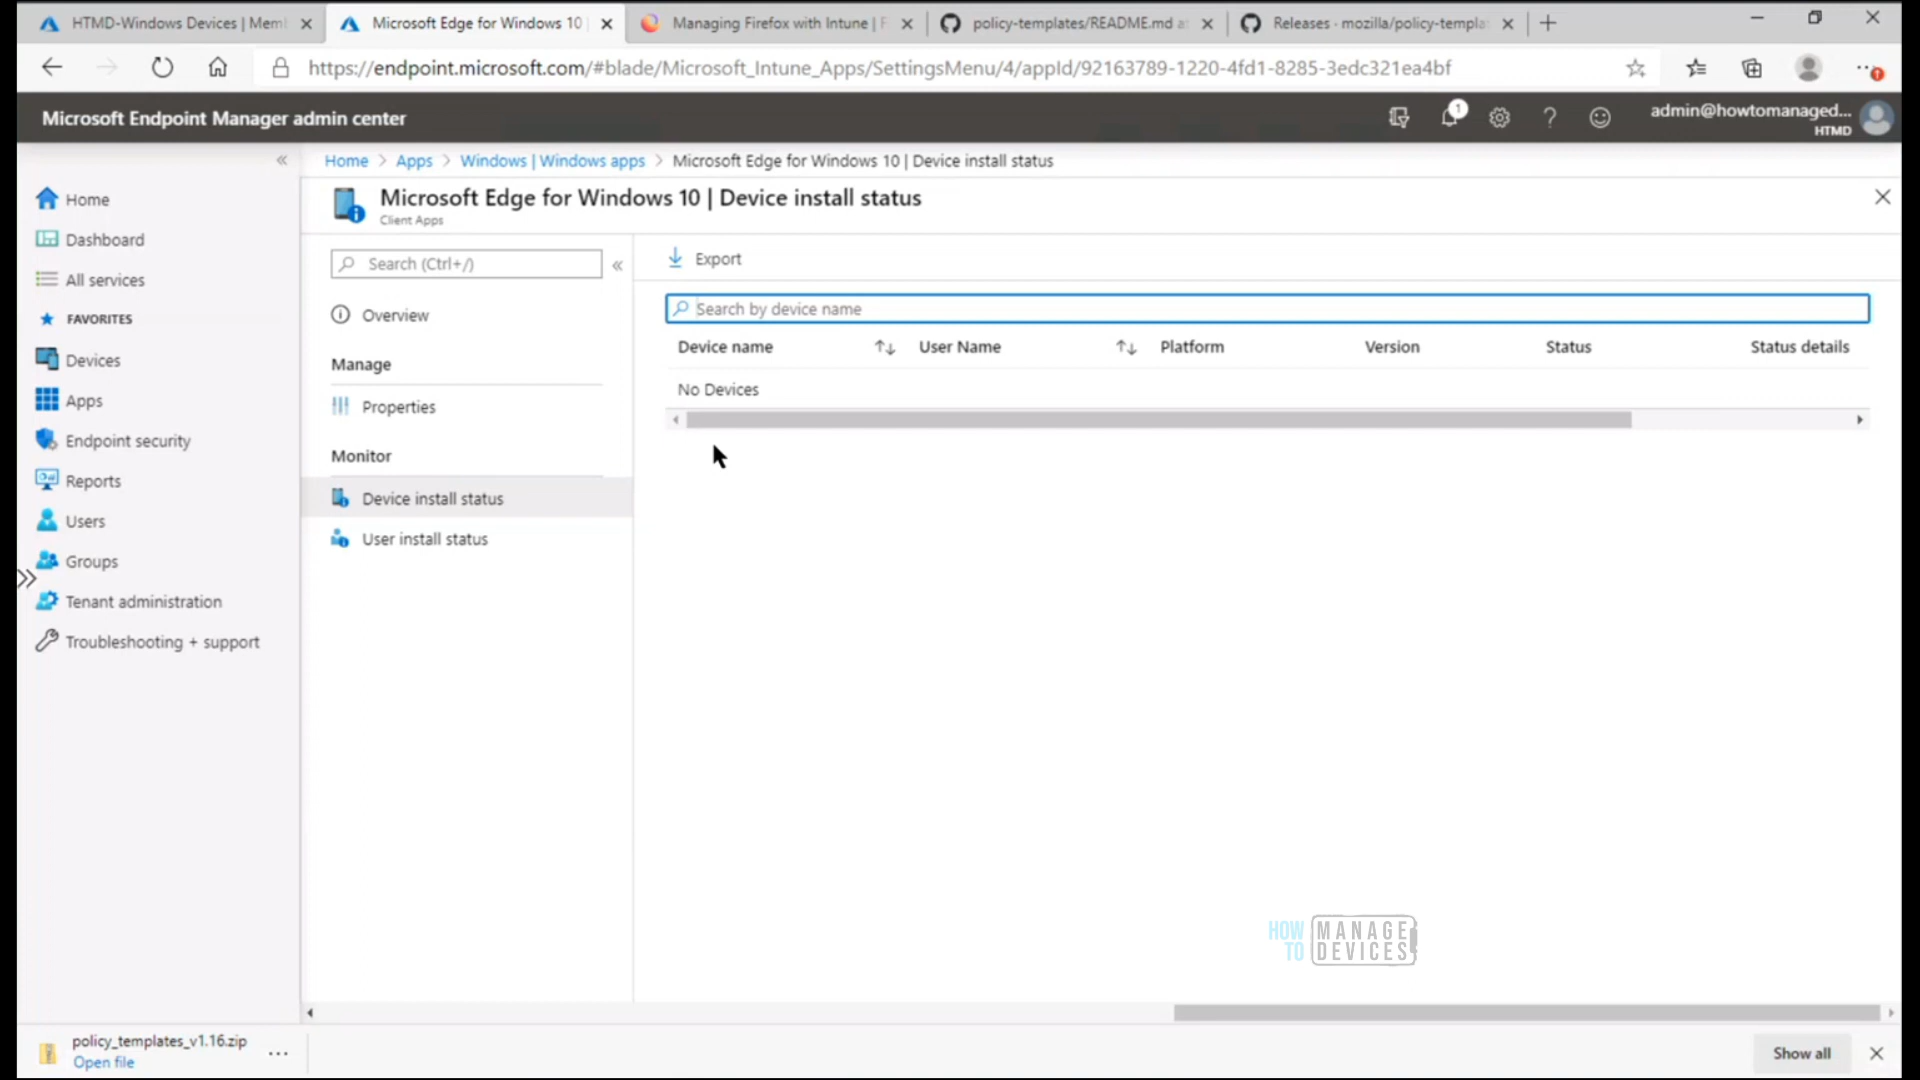 HTMD-Windows Devices | Mem
Microsoft Edge for Windows 10
Managing Firefox with Intune | F
policy-templates/README.md a
Releases · mozilla/policy-templa
https://endpoint.microsoft.com/#blade/Microsoft_Intune_Apps/SettingsMenu/4/appId/92163789-1220-4fd1-8285-3edc321ea4bf
Microsoft Endpoint Manager admin center
1
admin@howtomanaged...
HTMD
Home > Apps > Windows | Windows apps > Microsoft Edge for Windows 10 | Device install status
Microsoft Edge for Windows 10 | Device install status
Client Apps
Home
Dashboard
All services
FAVORITES
Devices
Apps
Endpoint security
Reports
Users
Groups
Tenant administration
Troubleshooting + support
Search (Ctrl+/)
Overview
Manage
Properties
Monitor
Device install status
User install status
Export
Search by device name
Device name
User Name
Platform
Version
Status
Status details
No Devices
HOW TO
MANAGE DEVICES
policy_templates_v1.16.zip
Open file
Show all